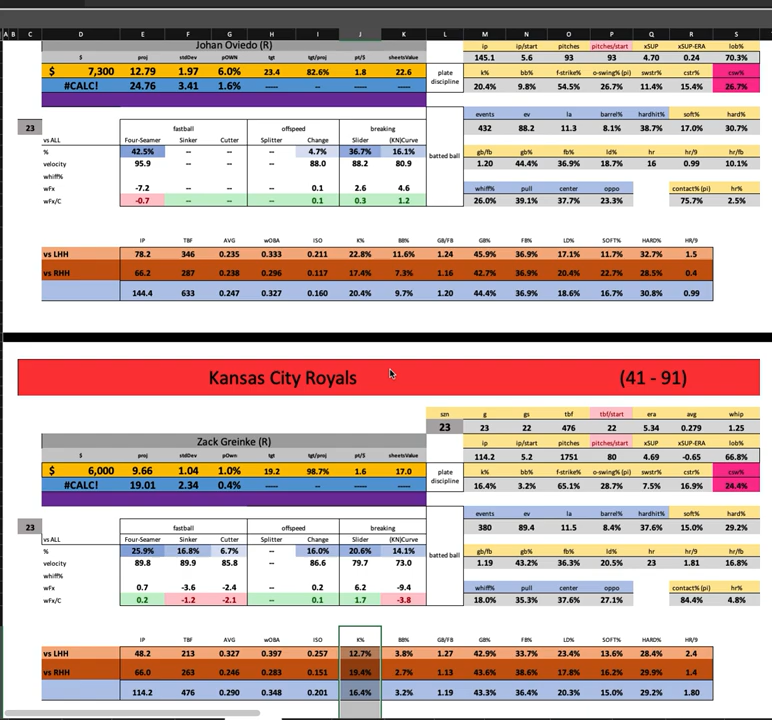 A B C D E F G H I J K L M N O P Q R S
Johan Oviedo (R) ip ip/start pitches pitches/start xSUP xSUP-ERA lob%
$ proj stdDev pOWN tgt tgt/proj pt/$ sheetsValue 145.1 5.6 93 93 4.70 0.24 70.3%
$ 7,300 12.79 1.97 6.0% 23.4 82.6% 1.8 22.6 plate discipline k% bb% f-strike% o-swing% (pi) swstr% cstr% csw%
#CALC! 24.76 3.41 1.6% ----- -- ---- ----- 20.4% 9.8% 54.5% 26.7% 11.4% 15.4% 26.7%
events ev la barrel% hardhit% soft% hard%
23 fastball offspeed breaking 432 88.2 11.3 8.1% 38.7% 17.0% 30.7%
vs ALL Four-Seamer Sinker Cutter Splitter Change Slider (KN)Curve
% 42.5% -- -- -- 4.7% 36.7% 16.1% batted ball gb/fb gb% fb% ld% hr hr/9 hr/fb
velocity 95.9 -- -- -- 88.0 88.2 80.9 1.20 44.4% 36.9% 18.7% 16 0.99 10.1%
whiff%
wFx -7.2 -- -- -- 0.1 2.6 4.6 whiff% pull center oppo contact% (pi) hr%
wFx/C -0.7 -- -- -- 0.1 0.3 1.2 26.0% 39.1% 37.7% 23.3% 75.7% 2.5%
IP TBF AVG wOBA ISO K% BB% GB/FB GB% FB% LD% SOFT% HARD% HR/9
vs LHH 78.2 346 0.235 0.333 0.211 22.8% 11.6% 1.24 45.9% 36.9% 17.1% 11.7% 32.7% 1.5
vs RHH 66.2 287 0.238 0.296 0.117 17.4% 7.3% 1.16 42.7% 36.9% 20.4% 22.7% 28.5% 0.4
144.4 633 0.247 0.327 0.160 20.4% 9.7% 1.20 44.4% 36.9% 18.6% 16.7% 30.8% 0.99
Kansas City Royals (41 - 91)
szn g gs tbf tbf/start era avg whip
23 23 22 476 21 5.34 0.279 1.25
Zack Greinke (R) ip ip/start pitches pitches/start xSUP xSUP-ERA lob%
$ proj stdDev pOwn tgt tgt/proj pt/$ sheetsValue 114.2 5.2 1751 80 4.69 -0.65 66.8%
$ 6,000 9.66 1.04 1.0% 19.2 98.7% 1.6 17.0 plate discipline k% bb% f-strike% o-swing% (pi) swstr% cstr% csw%
#CALC! 19.01 2.34 0.4% ----- -- ---- ----- 16.4% 3.2% 65.1% 28.7% 7.5% 16.9% 24.4%
events ev la barrel% hardhit% soft% hard%
23 fastball offspeed breaking 380 89.4 11.5 8.4% 37.6% 15.0% 29.2%
vs ALL Four-Seamer Sinker Cutter Splitter Change Slider (KN)Curve
% 25.9% 16.8% 6.7% -- 16.0% 20.6% 14.1% batted ball gb/fb gb% fb% ld% hr hr/9 hr/fb
velocity 89.8 89.9 85.8 -- 86.6 79.7 73.0 1.19 43.2% 36.3% 20.5% 23 1.81 16.8%
whiff%
wFx 0.7 -3.6 -2.4 -- 0.2 6.2 -9.4 whiff% pull center oppo contact% (pi) hr%
wFx/C 0.2 -1.2 -2.1 -- 0.1 1.7 -3.8 18.0% 35.3% 37.6% 27.1% 84.4% 4.8%
IP TBF AVG wOBA ISO K% BB% GB/FB GB% FB% LD% SOFT% HARD% HR/9
vs LHH 48.2 213 0.327 0.397 0.257 12.7% 3.8% 1.27 42.9% 33.7% 23.4% 13.6% 28.4% 2.4
vs RHH 66.0 263 0.246 0.283 0.151 19.4% 2.7% 1.13 43.6% 38.6% 17.8% 16.2% 29.9% 1.4
114.2 476 0.290 0.348 0.201 16.4% 3.2% 1.19 43.3% 36.4% 20.3% 15.0% 29.2% 1.80